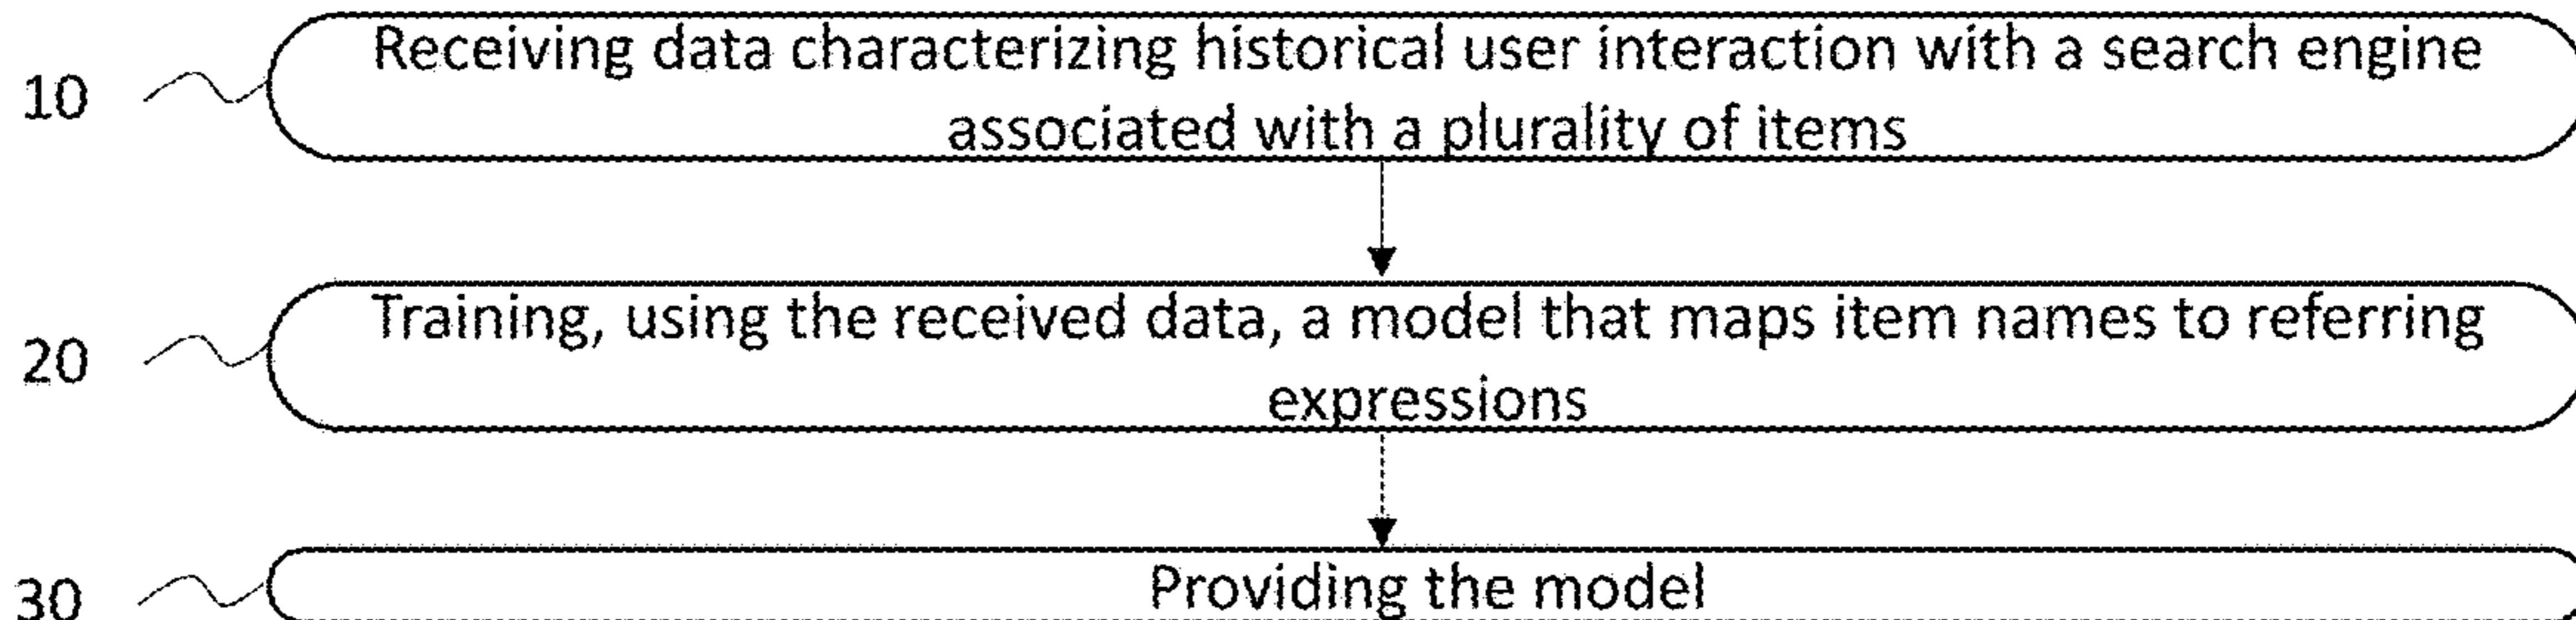 10
Receiving data characterizing historical user interaction with a search engine
associated with a plurality of items
20
Training, using the received data, a model that maps item names to referring
expressions
30
Providing the model